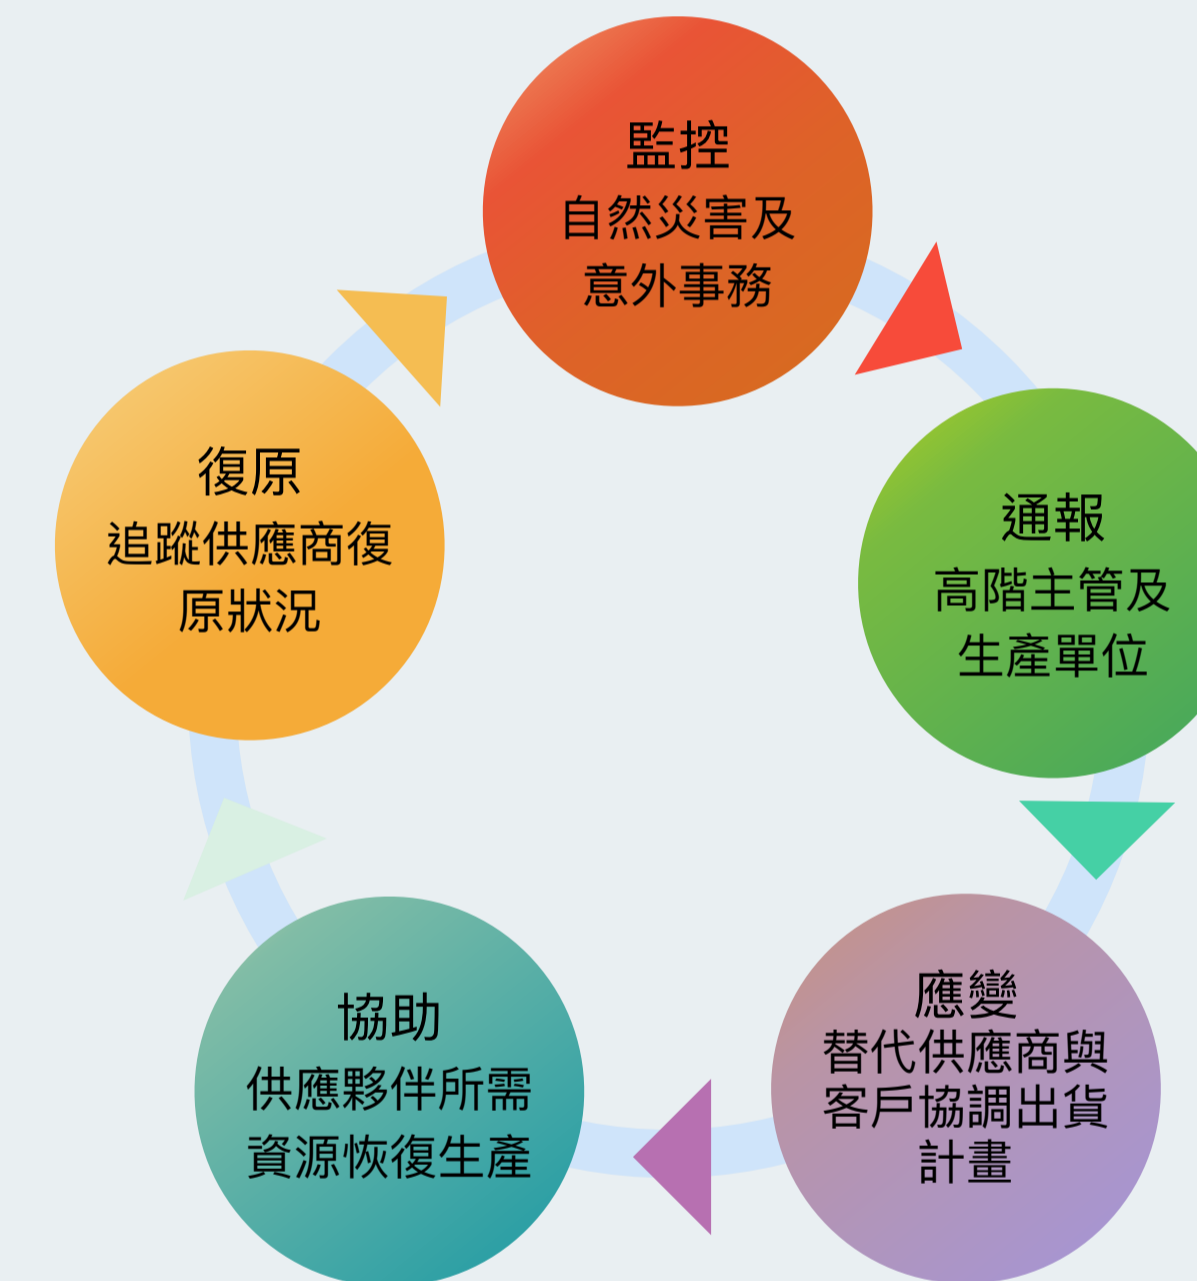 監控
自然災害及
意外事務
通報
高階主管及
生產單位
應變
替代供應商與
客戶協調出貨
計畫
協助
供應夥伴所需
資源恢復生產
復原
追蹤供應商復
原狀況